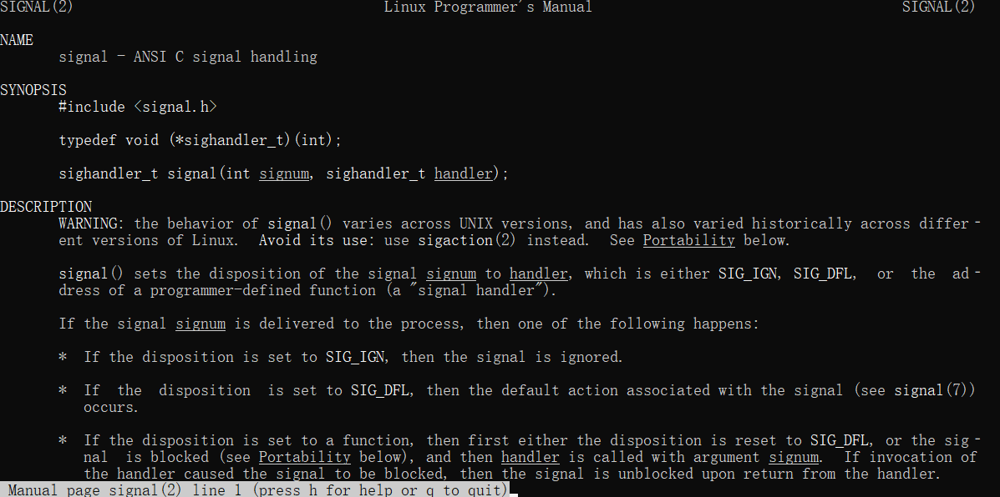 SIGNAL(2) Linux Programmer's Manual SIGNAL(2)
NAME
signal - ANSI C signal handling
SYNOPSIS
#include <signal.h>
typedef void (*sighandler_t)(int);
sighandler_t signal(int signum, sighandler_t handler);
DESCRIPTION
WARNING: the behavior of signal() varies across UNIX versions, and has also varied historically across differ-
ent versions of Linux. Avoid its use: use sigaction(2) instead. See Portability below.
signal() sets the disposition of the signal signum to handler, which is either SIG_IGN, SIG_DFL, or the ad-
dress of a programmer-defined function (a "signal handler").
If the signal signum is delivered to the process, then one of the following happens:
* If the disposition is set to SIG_IGN, then the signal is ignored.
* If the disposition is set to SIG_DFL, then the default action associated with the signal (see signal(7))
occurs.
* If the disposition is set to a function, then first either the disposition is reset to SIG_DFL, or the sig-
nal is blocked (see Portability below), and then handler is called with argument signum. If invocation of
the handler caused the signal to be blocked, then the signal is unblocked upon return from the handler.
Manual page signal(2) line 1 (press h for help or q to quit)